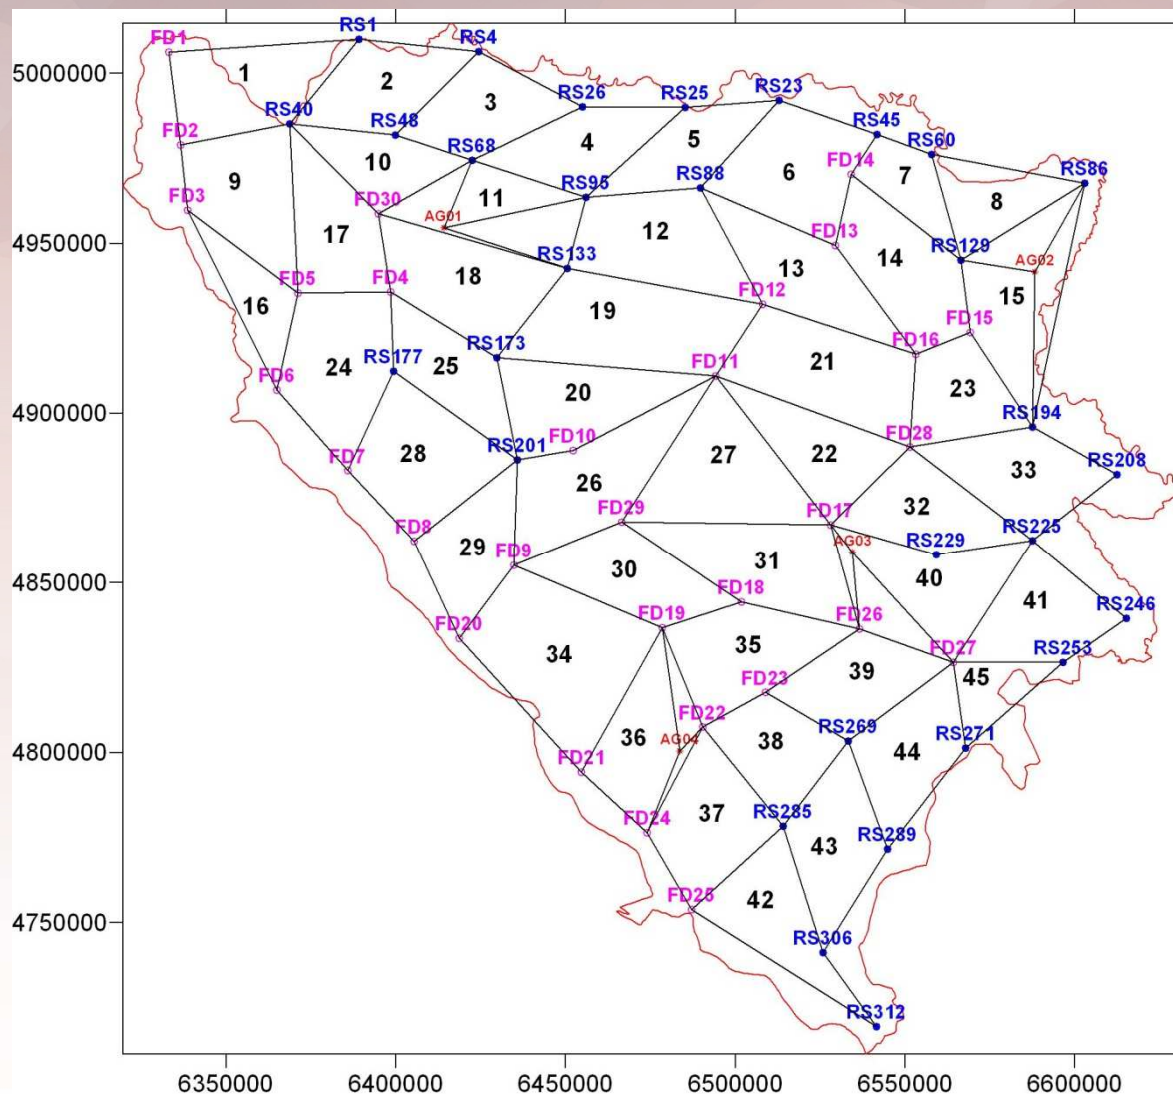 FD1
RS1
RS4
5000000
1
2
3
RS26
RS25
RS23
RS40
RS48
RS45
FD2
RS68
4
5
RS60
10
RS88
6
FD14
7
RS86
9
FD3
FD30
11
RS95
8
AG01
17
12
FD13
4950000
RS133
RS129
14
AG02
18
13
FD5
FD4
FD12
15
16
19
FD15
RS173
FD16
RS177
FD11
21
24
25
FD6
20
23
4900000
RS194
RS201
FD10
FD28
FD7
28
27
22
33
RS208
26
FD29
FD17
32
FD8
RS225
RS229
AG03
29
FD9
31
30
40
4850000
FD18
41
RS246
FD20
FD19
FD26
34
35
FD27
RS253
39
45
FD23
FD22
36
AG04
38
RS269
RS271
4800000
FD21
44
FD24
37
RS285
43
RS289
FD25
42
4750000
RS306
RS312
6350000
6400000
6450000
6500000
6550000
6600000